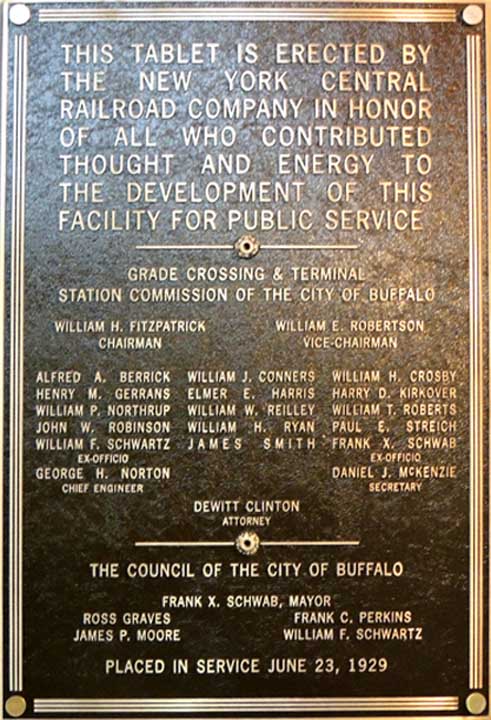 THIS TABLET IS ERECTED BY
THE NEW YORK CENTRAL
RAILROAD COMPANY IN HONOR
OF ALL WHO CONTRIBUTED
THOUGHT AND ENERGY TO
THE DEVELOPMENT OF THIS
FACILITY FOR PUBLIC SERVICE
GRADE CROSSING & TERMINAL
STATION COMMISSION OF THE CITY OF BUFFALO
WILLIAM H. FITZPATRICK WILLIAM E. ROBERTSON
CHAIRMAN VICE-CHAIRMAN
ALFRED A. BERRICK WILLIAM J. CONNERS WILLIAM H. CROSBY
HENRY M. GERRANS ELMER E. HARRIS HARRY D. KIRKOVER
WILLIAM P. NORTHRUP WILLIAM W. REILLEY WILLIAM T. ROBERTS
JOHN W. ROBINSON WILLIAM H. RYAN PAUL E. STREICH
WILLIAM F. SCHWARTZ JAMES SMITH FRANK X. SCHWAB
EX-OFFICIO EX-OFFICIO
GEORGE H. NORTON DANIEL J. McKENZIE
CHIEF ENGINEER SECRETARY
DEWITT CLINTON
ATTORNEY
THE COUNCIL OF THE CITY OF BUFFALO
FRANK X. SCHWAB, MAYOR
ROSS GRAVES FRANK C. PERKINS
JAMES P. MOORE WILLIAM F. SCHWARTZ
PLACED IN SERVICE JUNE 23, 1929